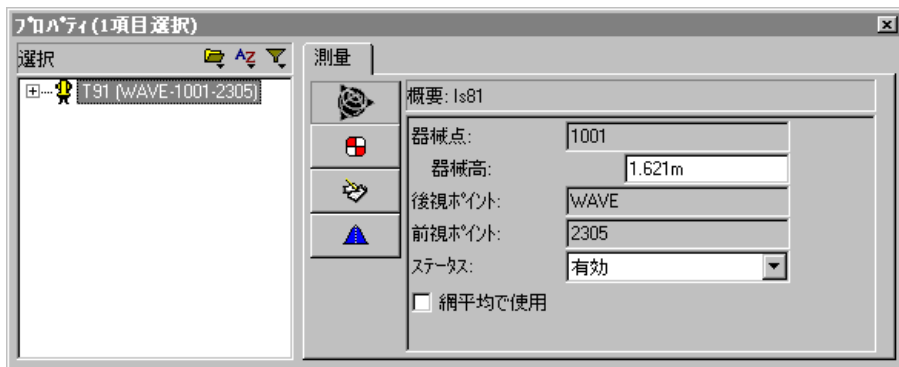 プロパティ(1項目選択)
選択
測量
T91 (WAVE-1001-2305)
概要: ls81
器械点: 1001
器械高: 1.621m
後視ポイント: WAVE
前視ポイント: 2305
ステータス: 有効
網平均で使用